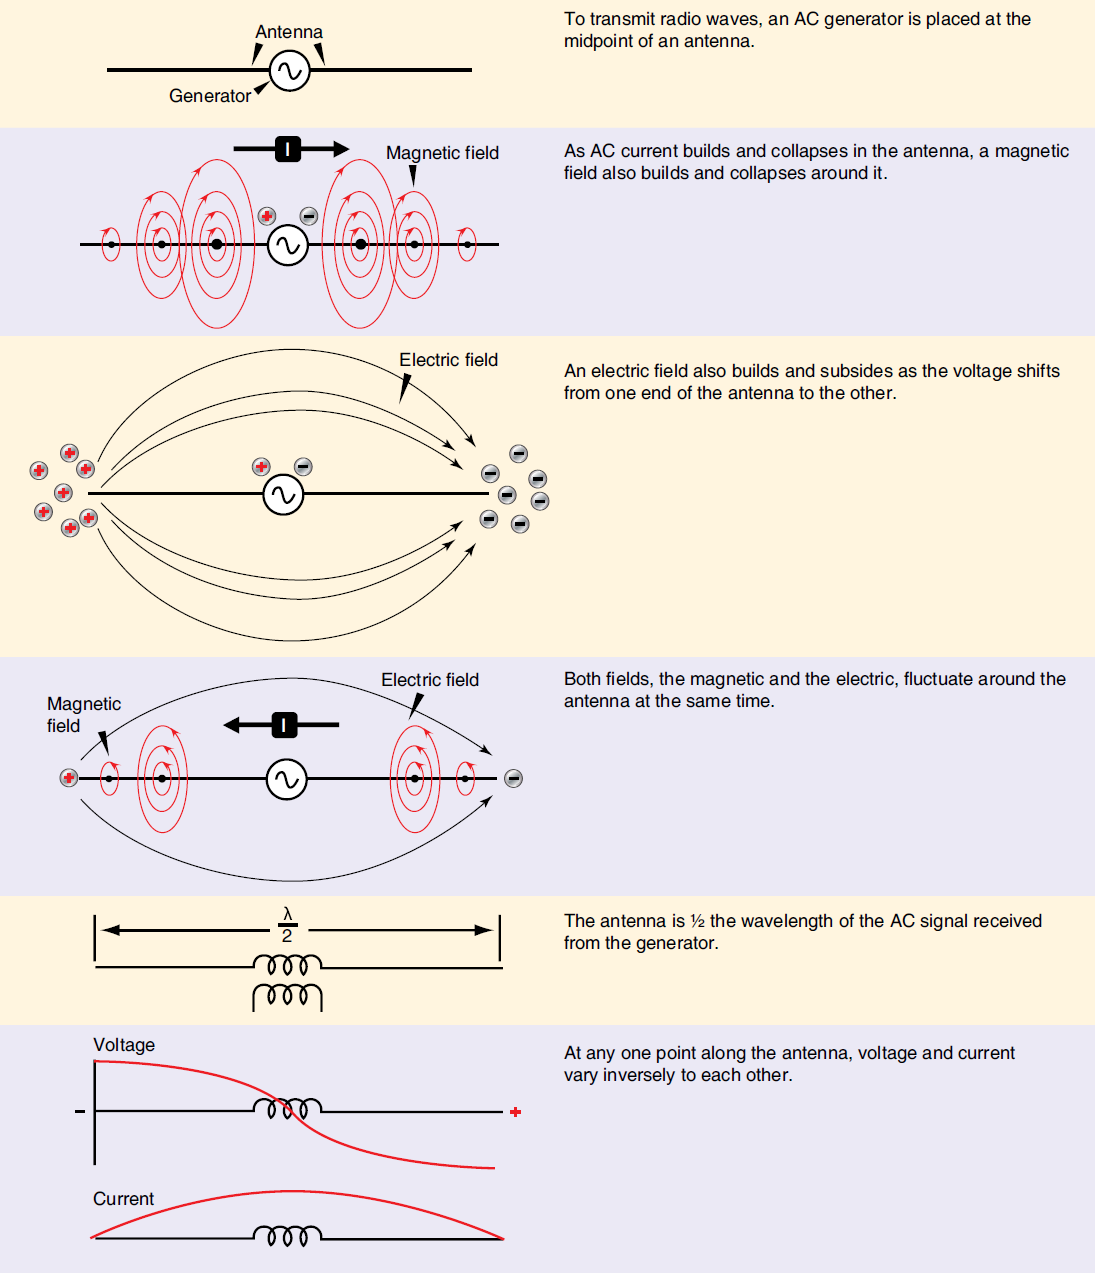 To transmit radio waves, an AC generator is placed at the
midpoint of an antenna.
Antenna
Generator
As AC current builds and collapses in the antenna, a magnetic
field also builds and collapses around it.
I
Magnetic field
+ −
An electric field also builds and subsides as the voltage shifts
from one end of the antenna to the other.
Electric field
+ + + + + + +
+ −
− − − − − − −
Both fields, the magnetic and the electric, fluctuate around the
antenna at the same time.
Electric field
Magnetic
field
I
+ −
The antenna is ½ the wavelength of the AC signal received
from the generator.
λ
2
Voltage
At any one point along the antenna, voltage and current
vary inversely to each other.
− +
Current